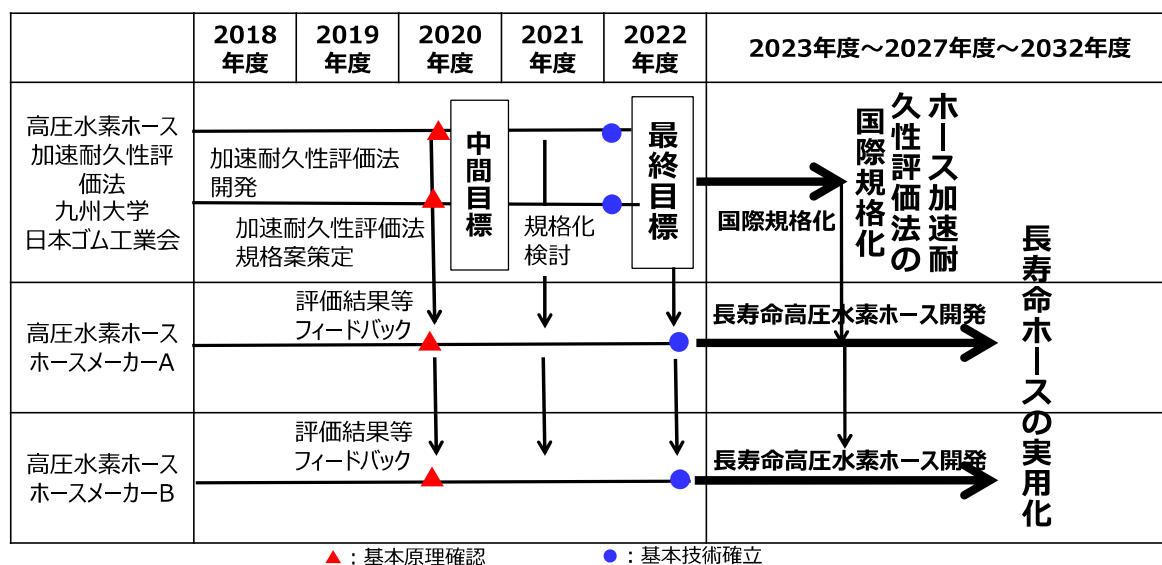 2018
年度
2019
年度
2020
年度
2021
年度
2022
年度
2023年度～2027年度～2032年度
高圧水素ホース
加速耐久性評
価法
九州大学
日本ゴム工業会
加速耐久性評価法
開発
加速耐久性評価法
規格案策定
中間目標
規格化
検討
最終目標
国際規格化
ホース加速耐
久性評価法の
国際規格化
長寿命ホースの実用化
高圧水素ホース
ホースメーカーA
評価結果等
フィードバック
長寿命高圧水素ホース開発
高圧水素ホース
ホースメーカーB
評価結果等
フィードバック
長寿命高圧水素ホース開発
▲：基本原理確認
●：基本技術確立